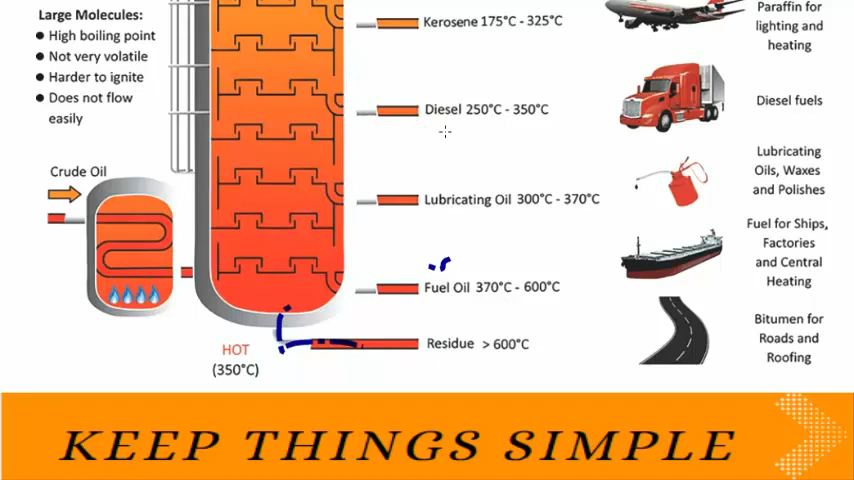 Large Molecules:
● High boiling point
● Not very volatile
● Harder to ignite
● Does not flow
easily
Crude Oil
HOT
(350°C)
Kerosene 175°C - 325°C
Diesel 250°C - 350°C
Lubricating Oil 300°C - 370°C
Fuel Oil 370°C - 600°C
Residue > 600°C
Paraffin for
lighting and
heating
Diesel fuels
Lubricating
Oils, Waxes
and Polishes
Fuel for Ships,
Factories
and Central
Heating
Bitumen for
Roads and
Roofing
KEEP THINGS SIMPLE